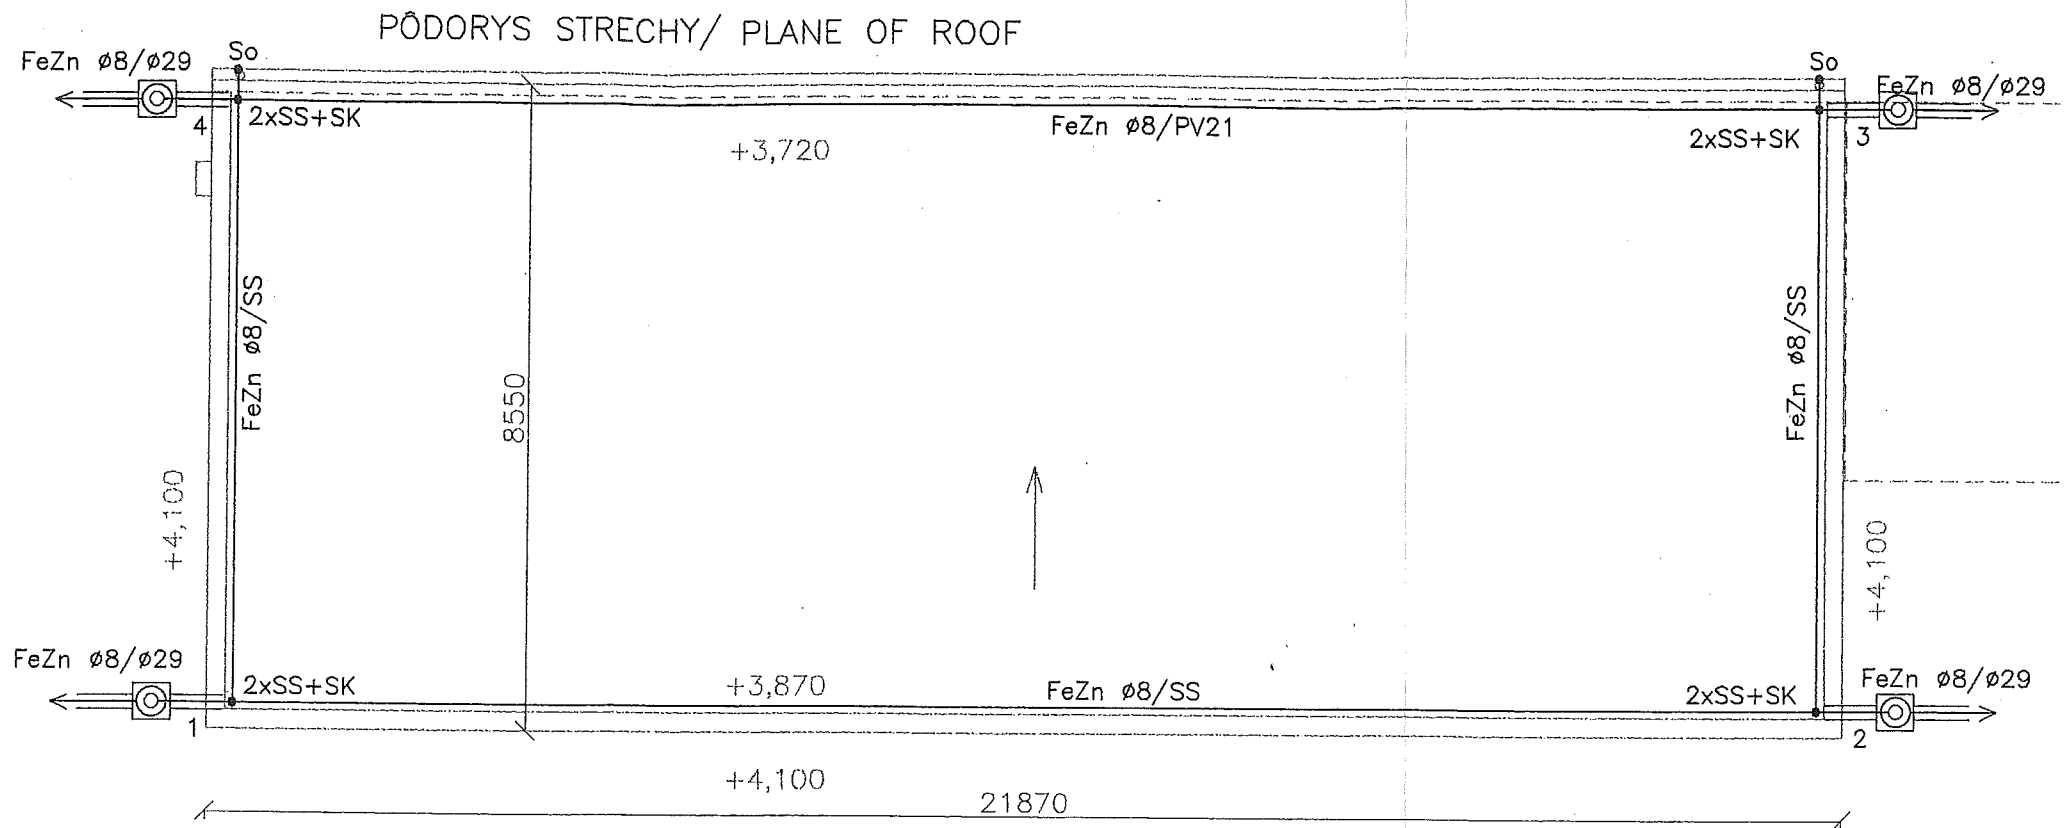 PÔDORYS STRECHY/ PLANE OF ROOF
So
So
FeZn ø8/ø29
FeZn ø8/ø29
4
2xSS+SK
FeZn ø8/PV21
2xSS+SK
3
+3,720
FeZn ø8/SS
FeZn ø8/SS
8550
+4,100
+4,100
FeZn ø8/ø29
2xSS+SK
+3,870
FeZn ø8/SS
2xSS+SK
FeZn ø8/ø29
1
2
+4,100
21870